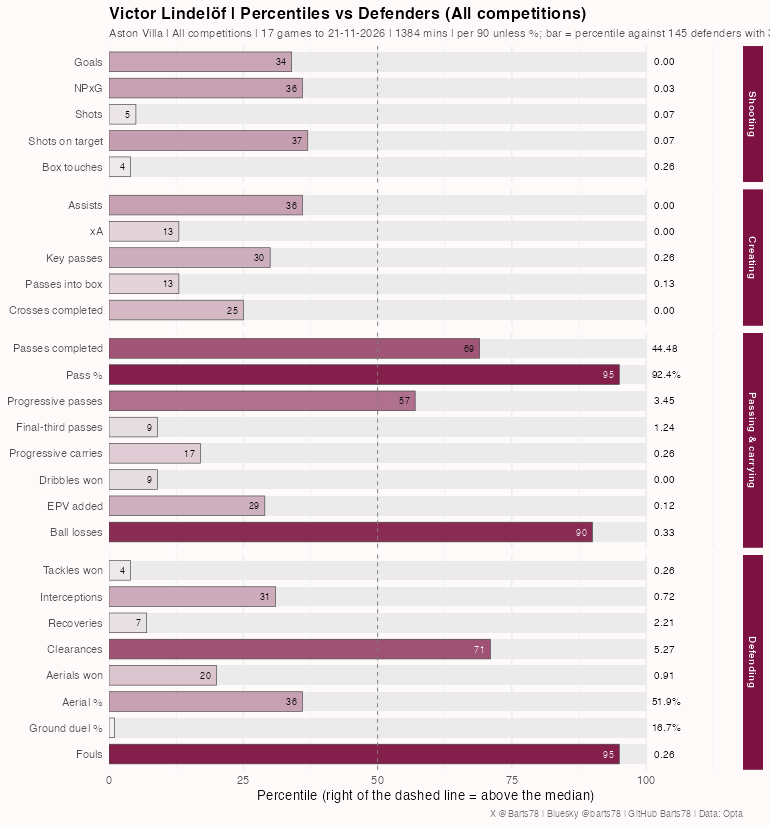 Victor Lindelöf | Percentiles vs Defenders (All competitions)
Aston Villa | All competitions | 17 games to 21-11-2026 | 1384 mins | per 90 unless %; bar = percentile against 145 defenders with
Shooting
Goals 34 0.00
NPxG 36 0.03
Shots 5 0.07
Shots on target 37 0.07
Box touches 4 0.26
Creating
Assists 36 0.00
xA 13 0.00
Key passes 30 0.26
Passes into box 13 0.13
Crosses completed 25 0.00
Passing & carrying
Passes completed 69 44.48
Pass % 95 92.4%
Progressive passes 57 3.45
Final-third passes 9 1.24
Progressive carries 17 0.26
Dribbles won 9 0.00
EPV added 29 0.12
Ball losses 90 0.33
Defending
Tackles won 4 0.26
Interceptions 31 0.72
Recoveries 7 2.21
Clearances 71 5.27
Aerials won 20 0.91
Aerial % 36 51.9%
Ground duel % 16.7%
Fouls 95 0.26
0 25 50 75 100
Percentile (right of the dashed line = above the median)
X @Barts78 | Bluesky @barts78 | GitHub Barts78 | Data: Opta